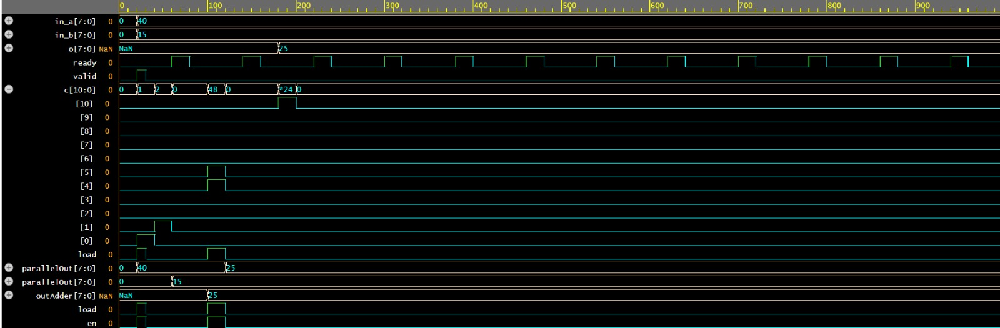 0 100 200 300 400 500 600 700 800 900
in_a[7:0] 0 0 40
in_b[7:0] 0 0 15
o[7:0] NaN NaN 25
ready 0
valid 0
c[10:0] 0 0 1 2 0 48 0 *24 0
[10] 0
[9] 0
[8] 0
[7] 0
[6] 0
[5] 0
[4] 0
[3] 0
[2] 0
[1] 0
[0] 0
load 0
parallelOut[7:0] 0 0 40 25
parallelOut[7:0] 0 0 15
outAdder[7:0] NaN NaN 25
load 0
en 0